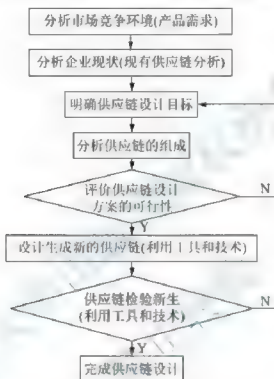 分析市场竞争环境(产品需求)
分析企业现状(现有供应链分析)
明确供应链设计目标
分析供应链的组成
评价供应链设计
方案的可行性
N
Y
设计生成新的供应链(利用工具和技术)
供应链检验新生
(利用工具和技术)
N
Y
完成供应链设计